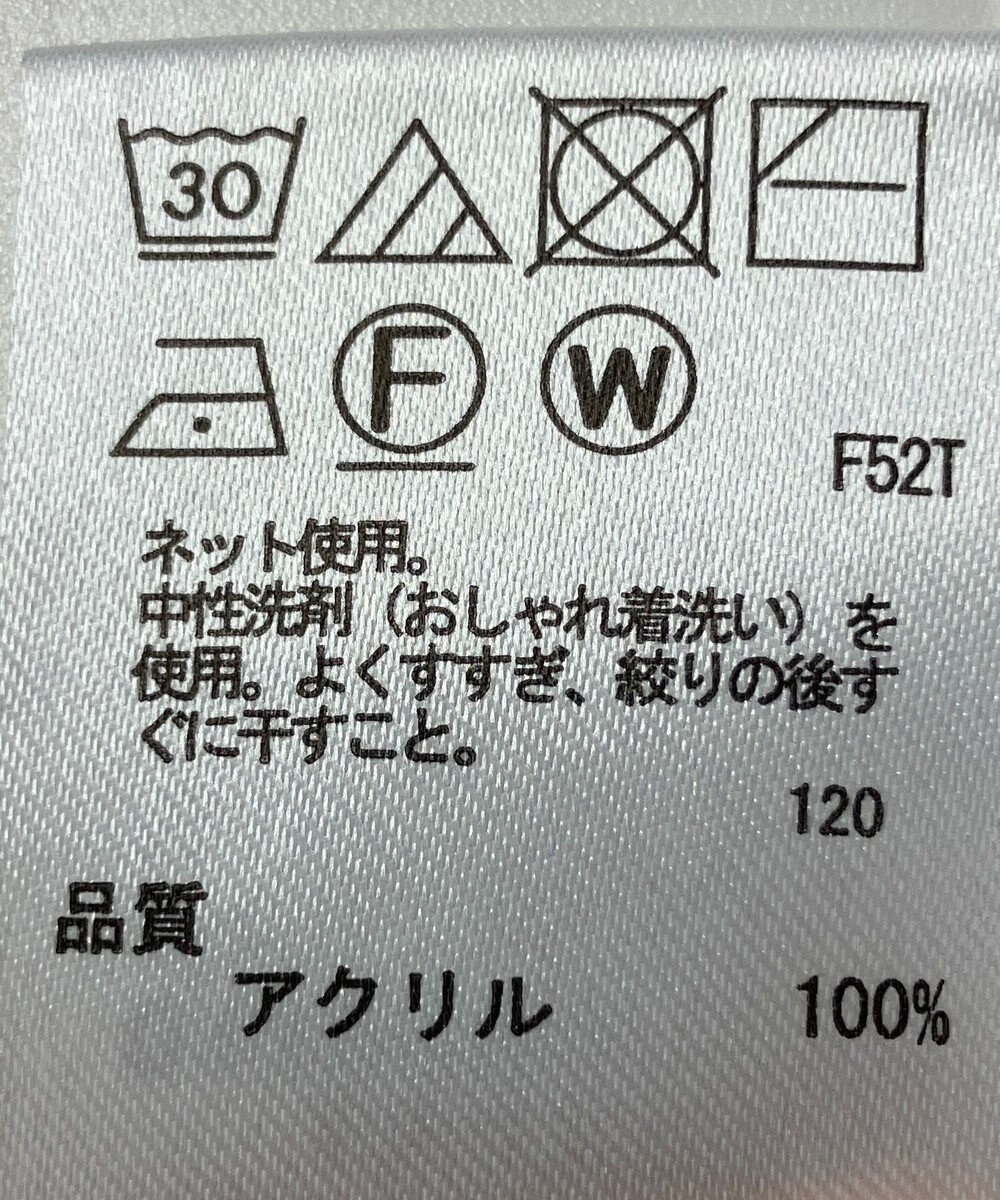 30
F
W
F52T
ネット使用。
中性洗剤（おしゃれ着洗い）を
使用。よくすすぎ、絞りの後す
ぐに干すこと。
120
品質
アクリル 100%